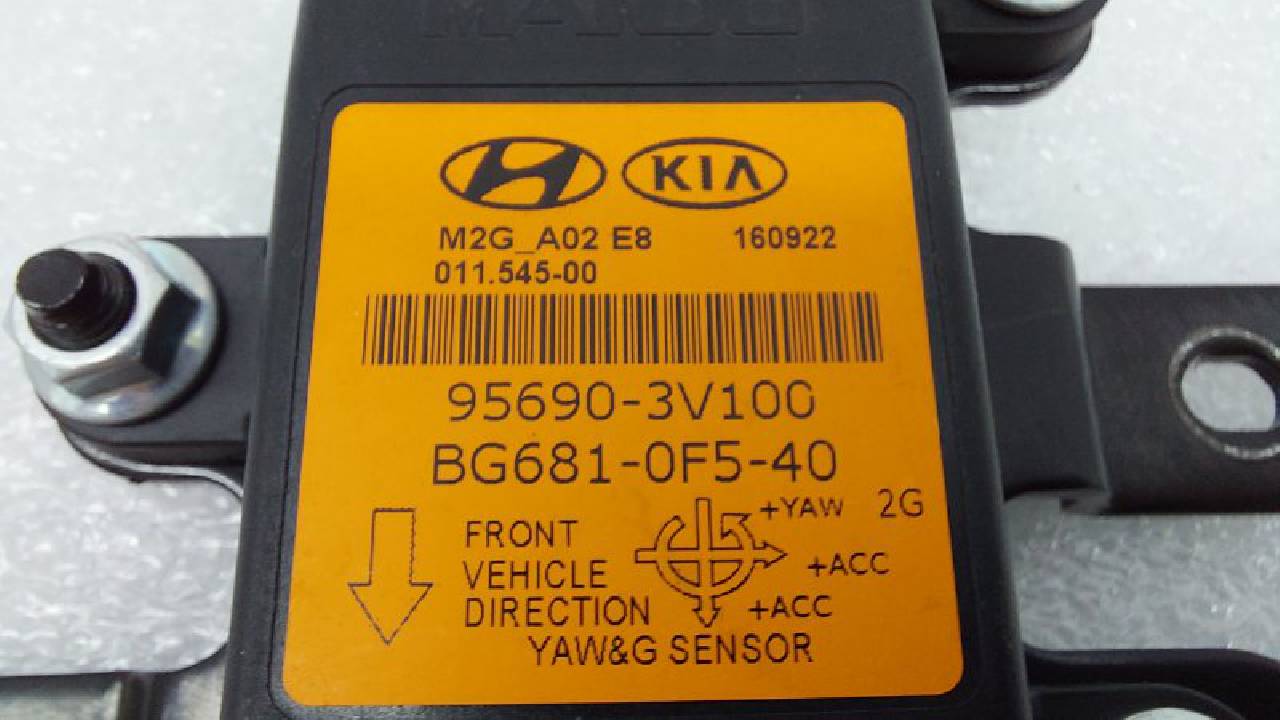 MANDO
KIA
M2G_A02 E8 160922
011.545-00
95690-3V100
BG681-0F5-40
+YAW 2G
FRONT
VEHICLE +ACC
DIRECTION +ACC
YAW&G SENSOR